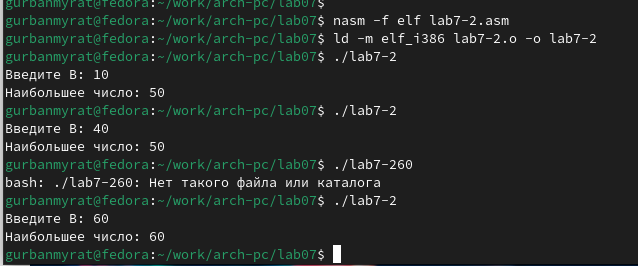 gurbanmyrat@fedora:~/work/arch-pc/lab07$
gurbanmyrat@fedora:~/work/arch-pc/lab07$ nasm -f elf lab7-2.asm
gurbanmyrat@fedora:~/work/arch-pc/lab07$ ld -m elf_i386 lab7-2.o -o lab7-2
gurbanmyrat@fedora:~/work/arch-pc/lab07$ ./lab7-2
Введите В: 10
Наибольшее число: 50
gurbanmyrat@fedora:~/work/arch-pc/lab07$ ./lab7-2
Введите В: 40
Наибольшее число: 50
gurbanmyrat@fedora:~/work/arch-pc/lab07$ ./lab7-260
bash: ./lab7-260: Нет такого файла или каталога
gurbanmyrat@fedora:~/work/arch-pc/lab07$ ./lab7-2
Введите В: 60
Наибольшее число: 60
gurbanmyrat@fedora:~/work/arch-pc/lab07$